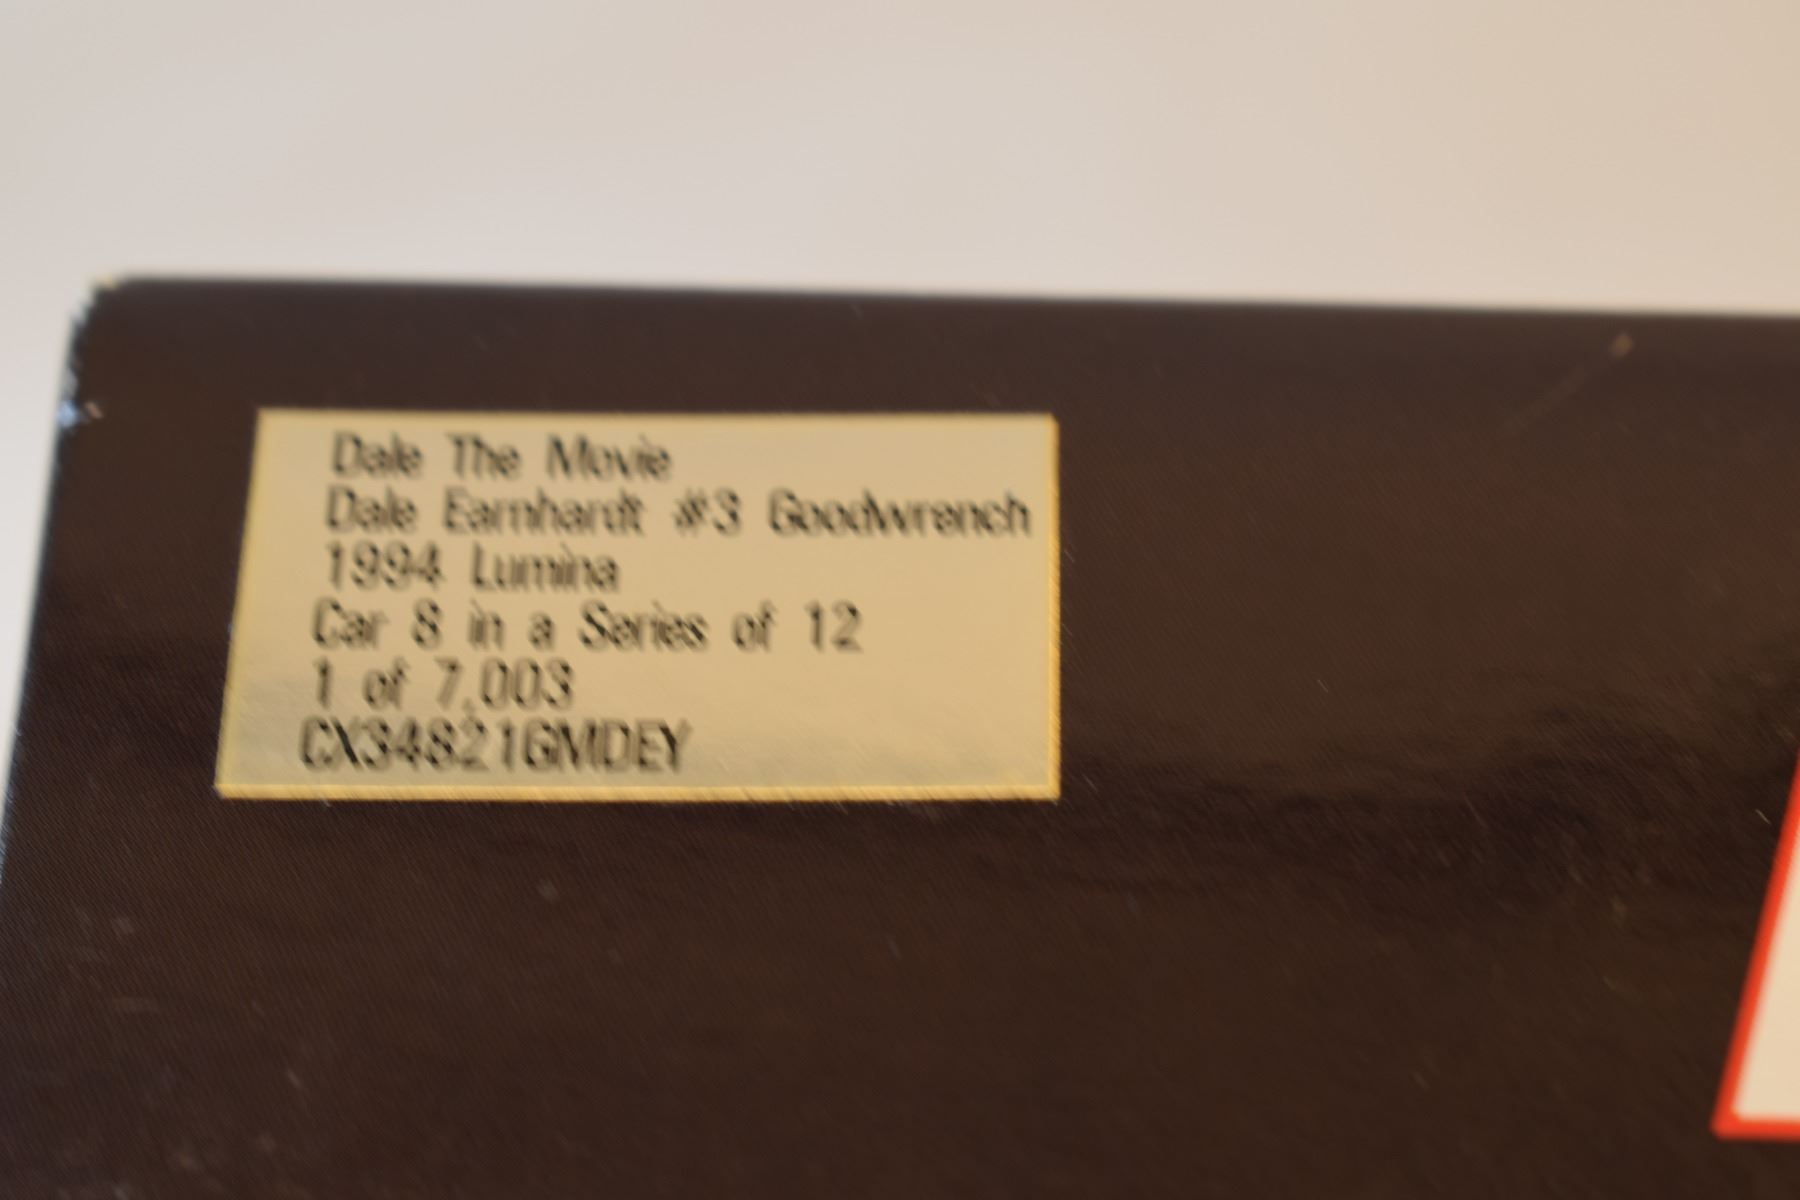 Dale The Movie
Dale Earnhardt #3 Goodwrench
1994 Lumina
Car 8 in a Series of 12
1 of 7,003
CX34821GMDEY